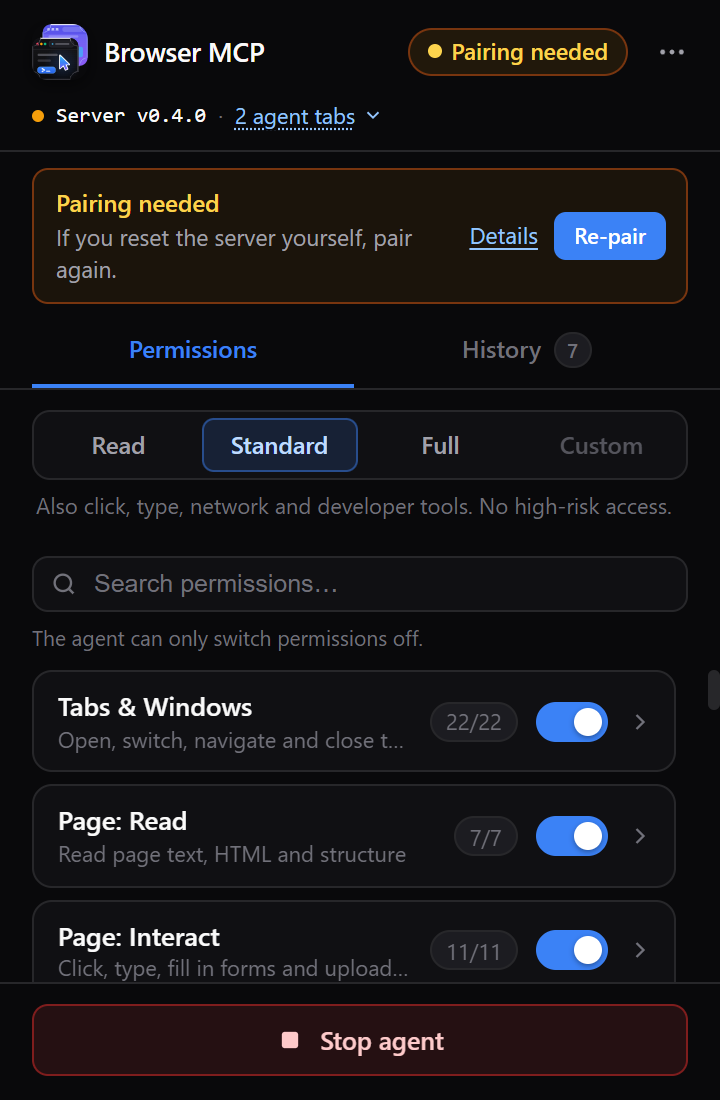 Browser MCP
Pairing needed
Server v0.4.0 · 2 agent tabs
Pairing needed
If you reset the server yourself, pair
again.
Details
Re-pair
Permissions
History 7
Read
Standard
Full
Custom
Also click, type, network and developer tools. No high-risk access.
Search permissions…
The agent can only switch permissions off.
Tabs & Windows
Open, switch, navigate and close t…
22/22
Page: Read
Read page text, HTML and structure
7/7
Page: Interact
Click, type, fill in forms and upload…
11/11
Stop agent